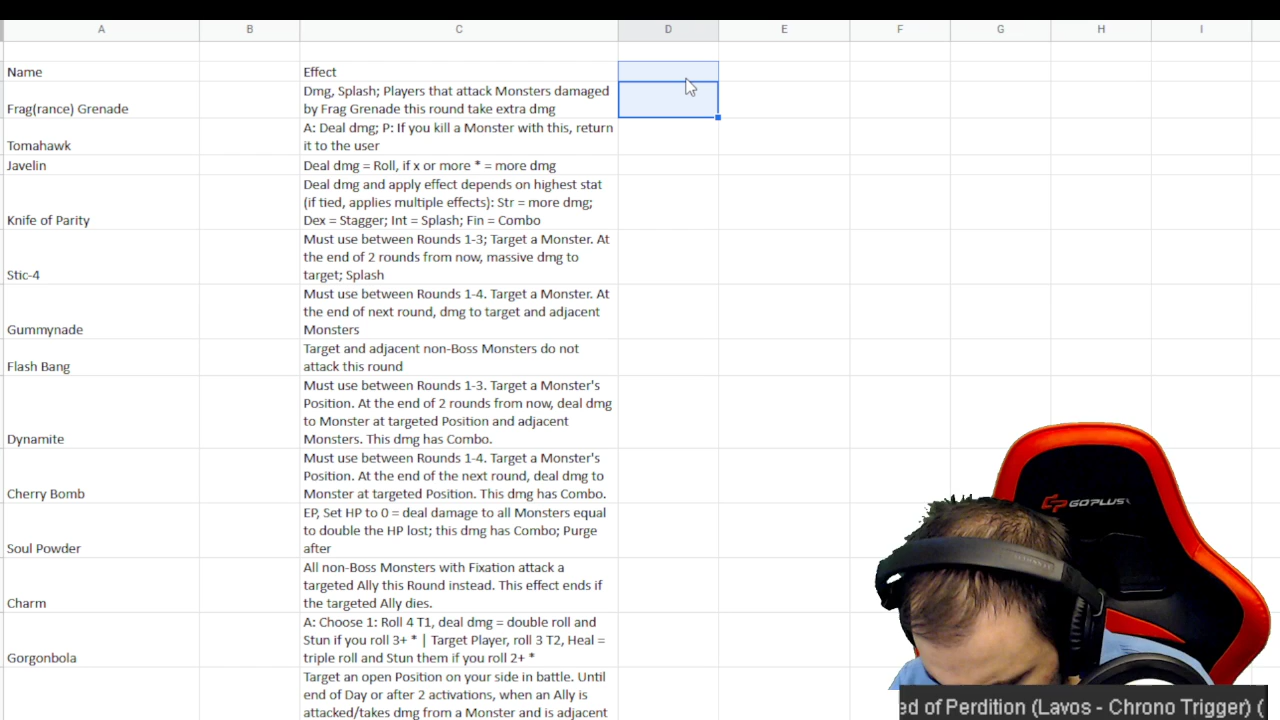 A B C D E F G H I
Name Effect
Frag(rance) Grenade
Dmg, Splash; Players that attack Monsters damaged
by Frag Grenade this round take extra dmg
Tomahawk
A: Deal dmg; P: If you kill a Monster with this, return
it to the user
Javelin
Deal dmg = Roll, if x or more * = more dmg
Knife of Parity
Deal dmg and apply effect depends on highest stat
(if tied, applies multiple effects): Str = more dmg;
Dex = Stagger; Int = Splash; Fin = Combo
Stic-4
Must use between Rounds 1-3; Target a Monster. At
the end of 2 rounds from now, massive dmg to
target; Splash
Gummynade
Must use between Rounds 1-4. Target a Monster. At
the end of next round, dmg to target and adjacent
Monsters
Flash Bang
Target and adjacent non-Boss Monsters do not
attack this round
Dynamite
Must use between Rounds 1-3. Target a Monster's
Position. At the end of 2 rounds from now, deal dmg
to Monster at targeted Position and adjacent
Monsters. This dmg has Combo.
Cherry Bomb
Must use between Rounds 1-4. Target a Monster's
Position. At the end of the next round, deal dmg to
Monster at targeted Position. This dmg has Combo.
Soul Powder
EP, Set HP to 0 = deal damage to all Monsters equal
to double the HP lost; this dmg has Combo; Purge
after
Charm
All non-Boss Monsters with Fixation attack a
targeted Ally this Round instead. This effect ends if
the targeted Ally dies.
Gorgonbola
A: Choose 1: Roll 4 T1, deal dmg = double roll and
Stun if you roll 3+ * | Target Player, roll 3 T2, Heal =
triple roll and Stun them if you roll 2+ *
Target an open Position on your side in battle. Until
end of Day or after 2 activations, when an Ally is
attacked/takes dmg from a Monster and is adjacent
GOPLUS
ed of Perdition (Lavos - Chrono Trigger) (